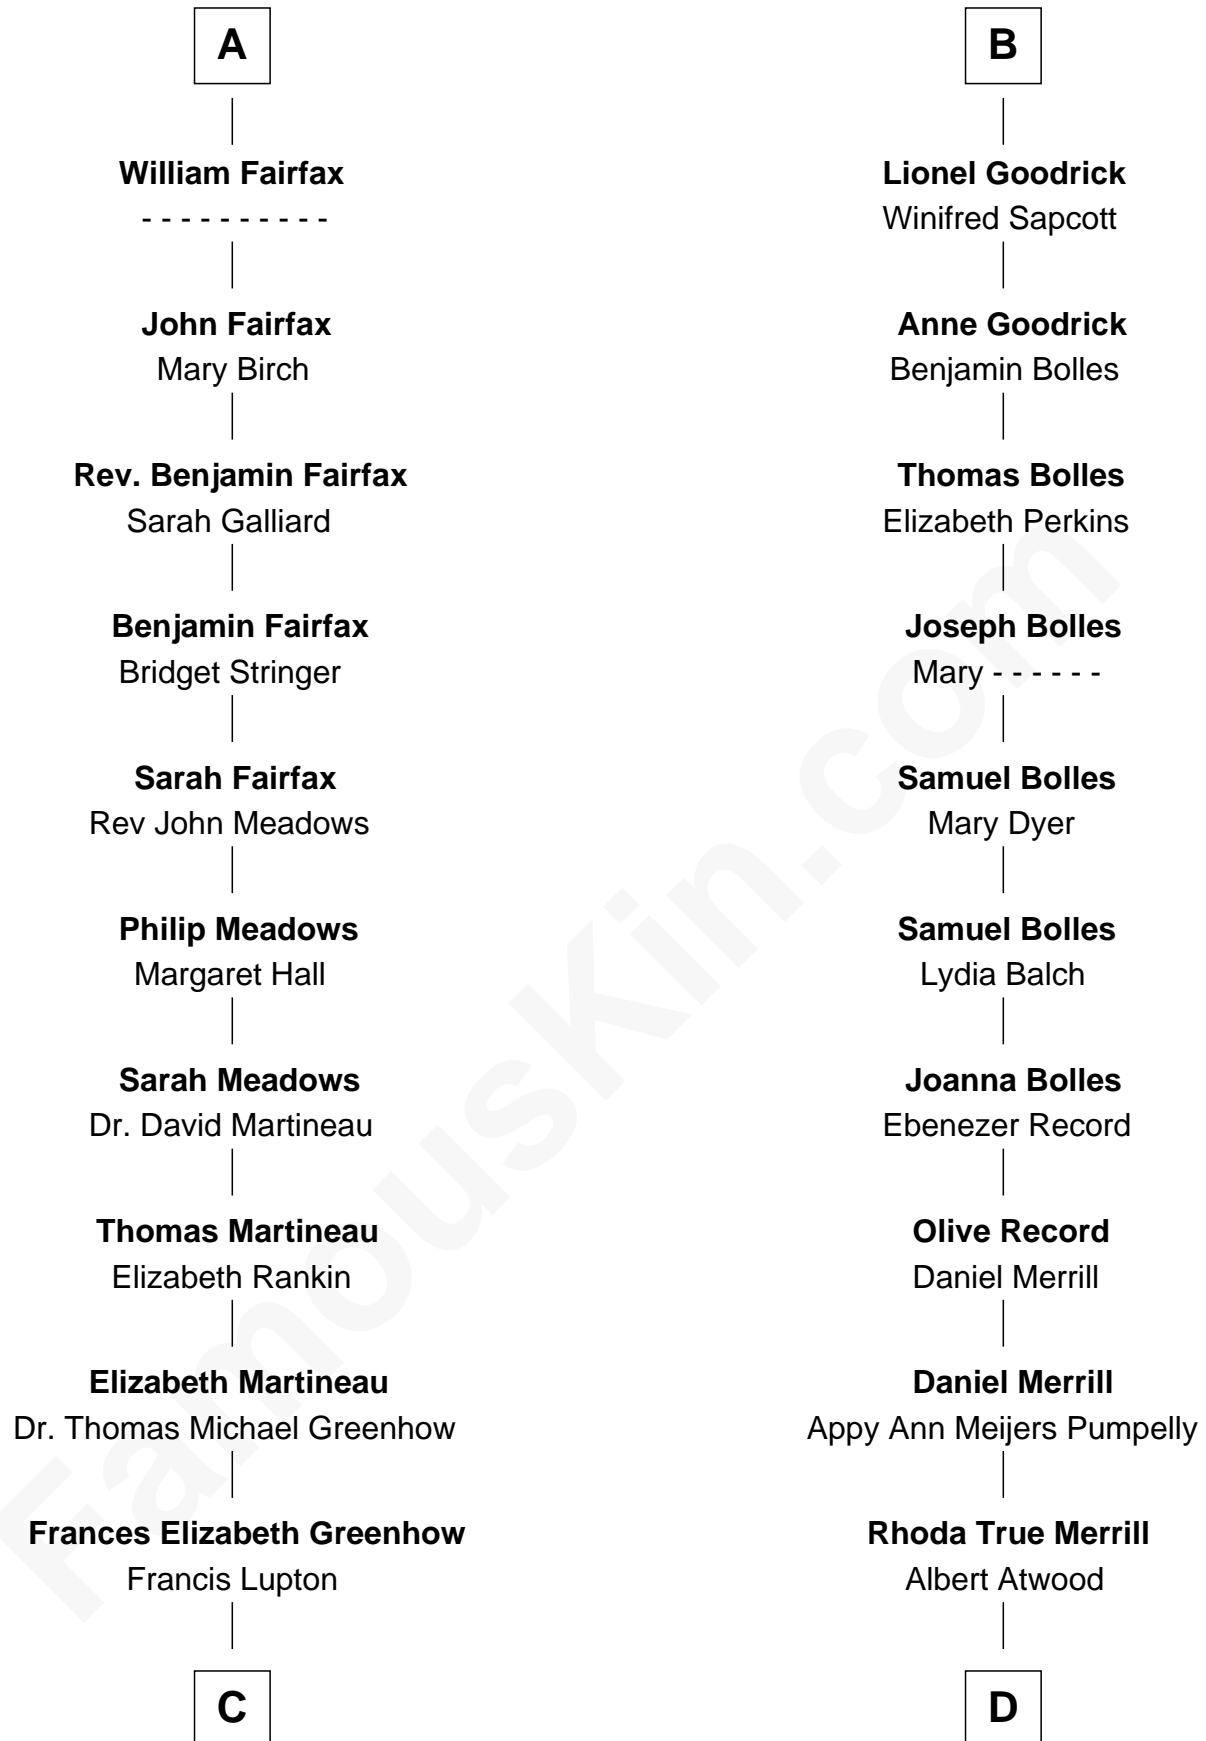 A
William Fairfax
- - - - - - - - - -
John Fairfax
Mary Birch
Rev. Benjamin Fairfax
Sarah Galliard
Benjamin Fairfax
Bridget Stringer
Sarah Fairfax
Rev John Meadows
Philip Meadows
Margaret Hall
Sarah Meadows
Dr. David Martineau
Thomas Martineau
Elizabeth Rankin
Elizabeth Martineau
Dr. Thomas Michael Greenhow
Frances Elizabeth Greenhow
Francis Lupton
C
B
Lionel Goodrick
Winifred Sapcott
Anne Goodrick
Benjamin Bolles
Thomas Bolles
Elizabeth Perkins
Joseph Bolles
Mary - - - - - -
Samuel Bolles
Mary Dyer
Samuel Bolles
Lydia Balch
Joanna Bolles
Ebenezer Record
Olive Record
Daniel Merrill
Daniel Merrill
Appy Ann Meijers Pumpelly
Rhoda True Merrill
Albert Atwood
D
FamousKin.com